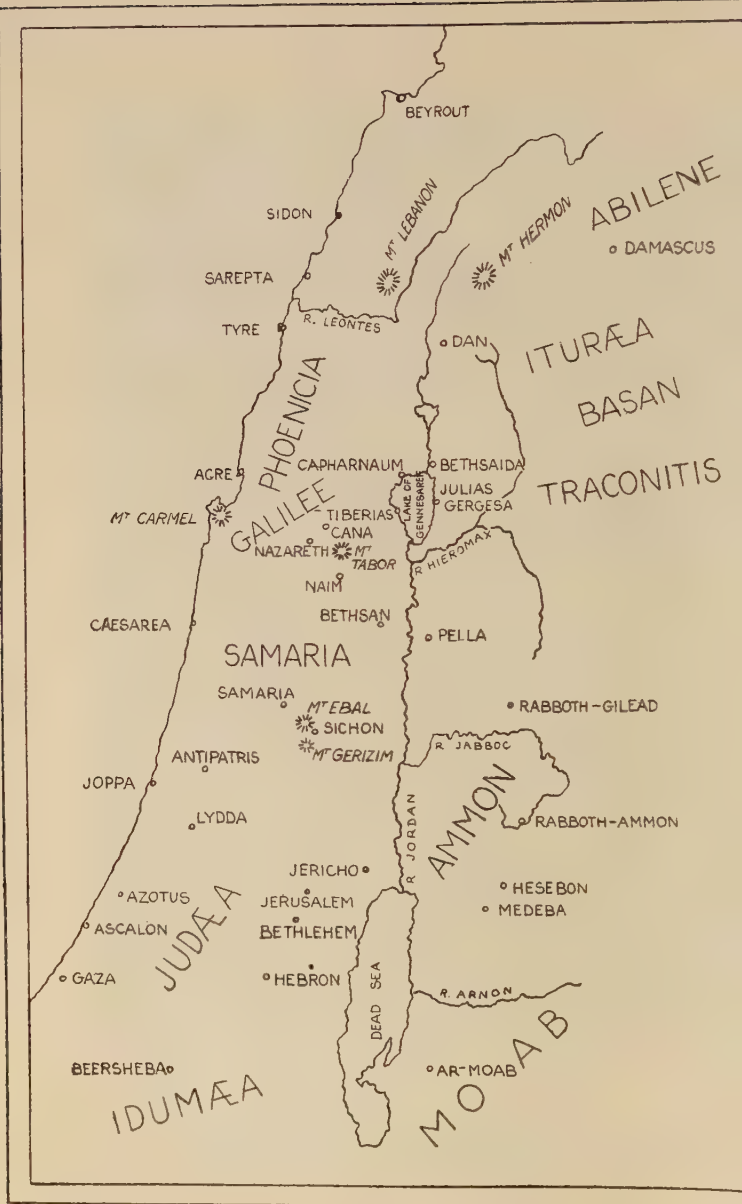 BEYROUT
SIDON
Mᵀ LEBANON
Mᵀ HERMON
ABILENE
DAMASCUS
SAREPTA
R. LEONTES
TYRE
DAN
ITURÆA
BASAN
PHOENICIA
TRACONITIS
ACRE
CAPHARNAUM
BETHSAIDA
JULIAS
GERGESA
LAKE OF
GENNESARET
Mᵀ CARMEL
GALILEE
TIBERIAS
CANA
NAZARETH
Mᵀ
TABOR
R HIEROMAX
NAIM
BETHSAN
CAESAREA
PELLA
SAMARIA
SAMARIA
Mᵀ EBAL
SICHON
Mᵀ GERIZIM
RABBOTH-GILEAD
R JABBOC
ANTIPATRIS
JOPPA
LYDDA
R JORDAN
AMMON
RABBOTH-AMMON
JERICHO
HESEBON
MEDEBA
AZOTUS
JERUSALEM
ASCALON
BETHLEHEM
JUDÆA
GAZA
HEBRON
DEAD SEA
R. ARNON
BEERSHEBA
AR-MOAB
MOAB
IDUMÆA